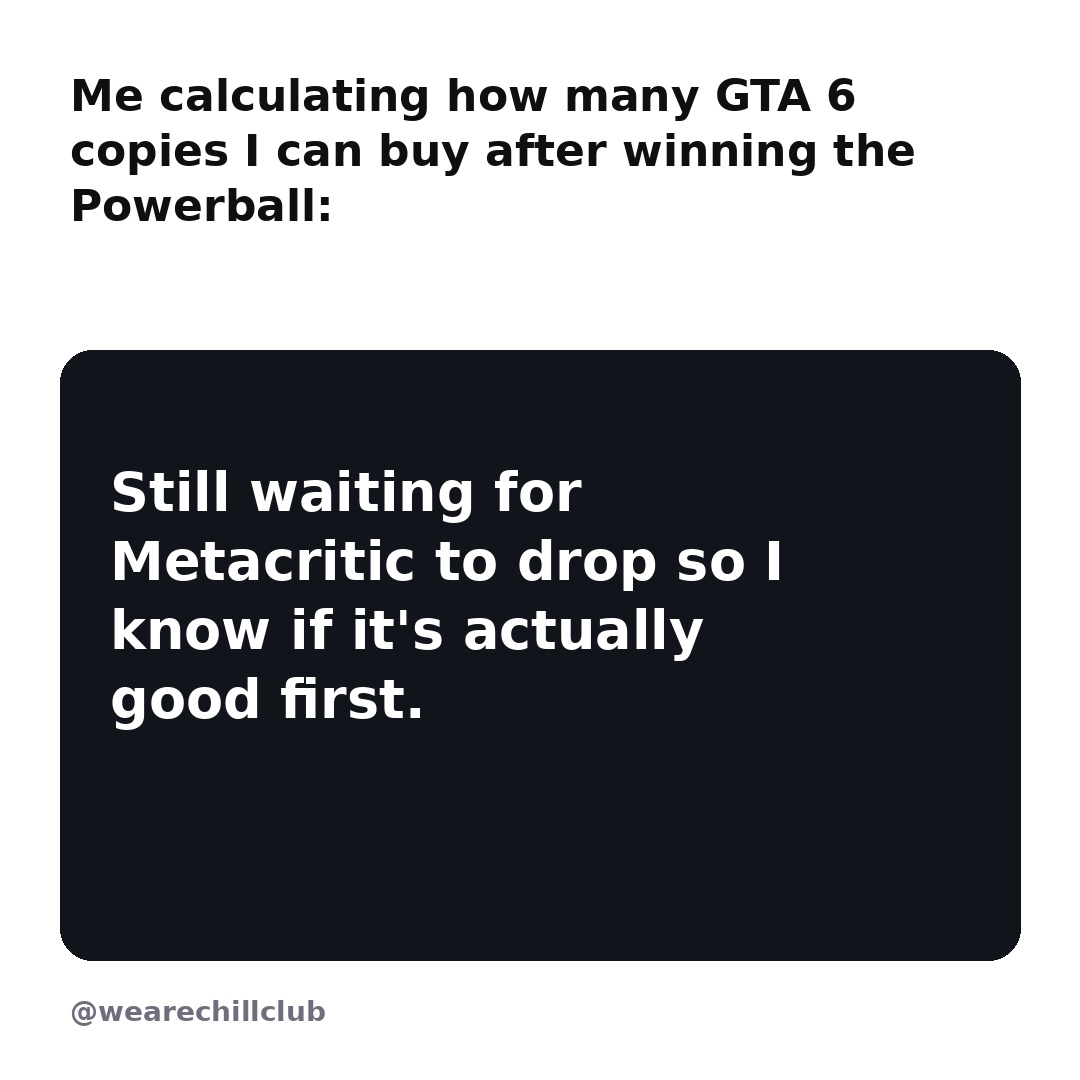 Me calculating how many GTA 6
copies I can buy after winning the
Powerball:
Still waiting for
Metacritic to drop so I
know if it's actually
good first.
@wearechillclub